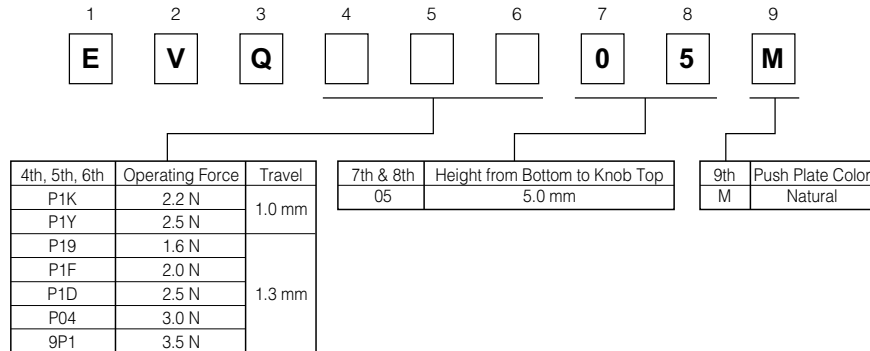 1 2 3 4 5 6 7 8 9
E V Q 0 5 M
4th, 5th, 6th Operating Force Travel
P1K 2.2 N 1.0 mm
P1Y 2.5 N
P19 1.6 N 1.3 mm
P1F 2.0 N
P1D 2.5 N
P04 3.0 N
9P1 3.5 N
7th & 8th Height from Bottom to Knob Top
05 5.0 mm
9th Push Plate Color
M Natural